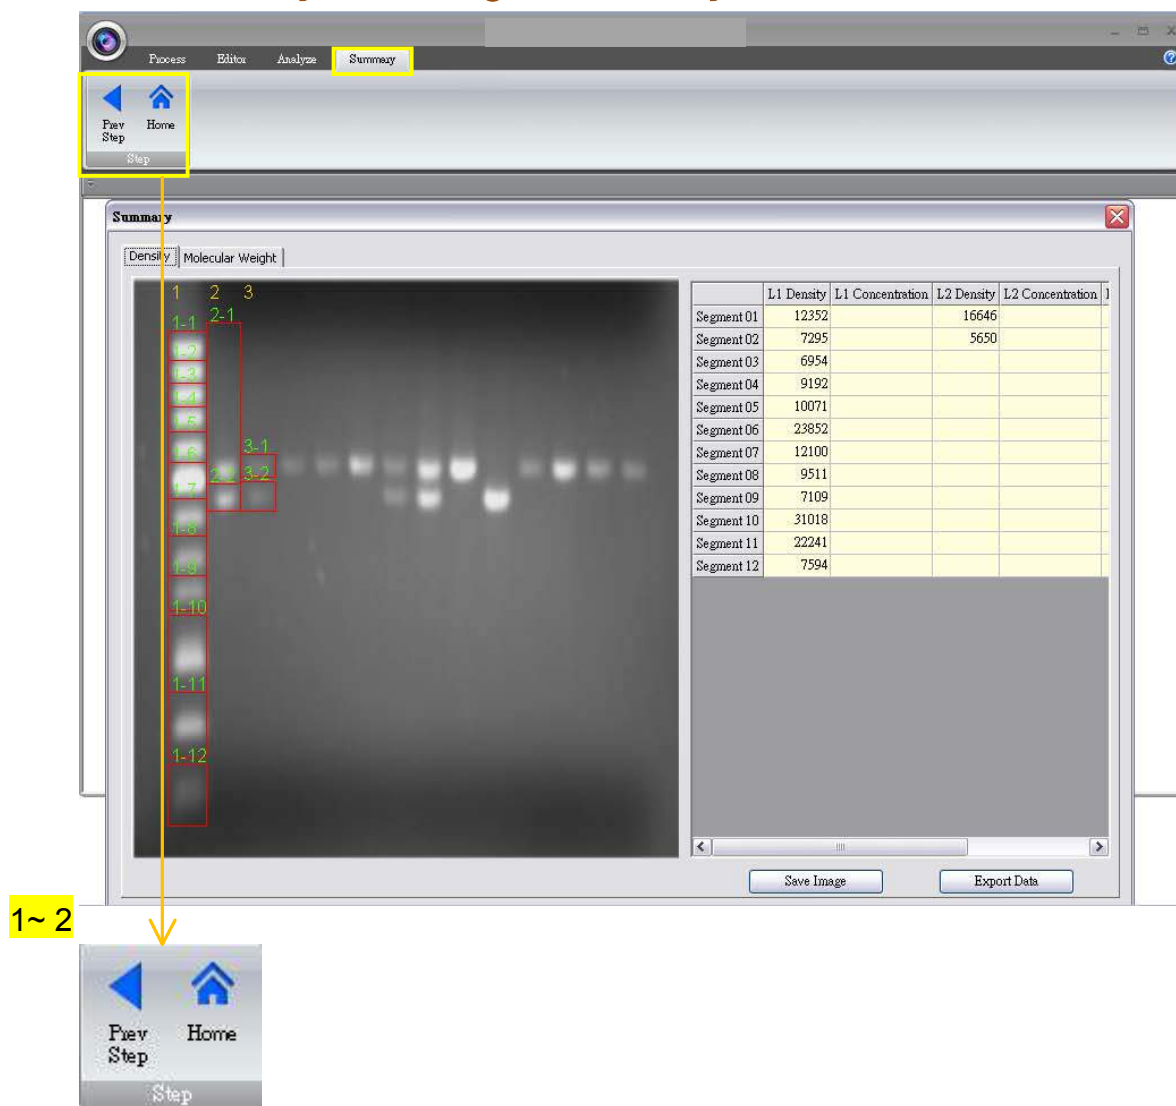 Process Editor Analyze Summary
Prev
Step
Home
Step
Summary
Density Molecular Weight
1 2 3
1-1 2-1
1-2
1-3
1-4
1-5
1-6 3-1
1-7 2-2 3-2
1-8
1-9
1-10
1-11
1-12
L1 Density L1 Concentration L2 Density L2 Concentration
Segment 01 12352 16646
Segment 02 7295 5650
Segment 03 6954
Segment 04 9192
Segment 05 10071
Segment 06 23852
Segment 07 12100
Segment 08 9511
Segment 09 7109
Segment 10 31018
Segment 11 22241
Segment 12 7594
Save Image Export Data
1~ 2
Prev
Step
Home
Step